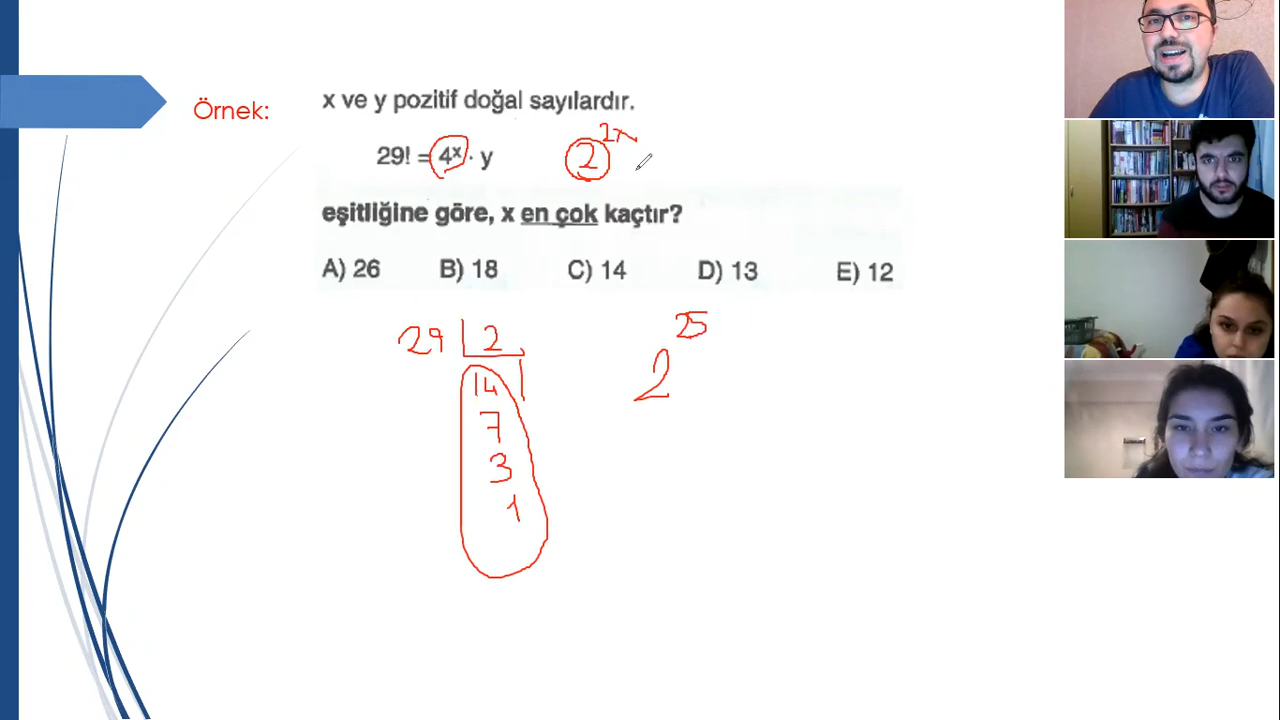 Örnek:
x ve y pozitif doğal sayılardır.
29! = 4ˣ · y
2²ˣ
eşitliğine göre, x en çok kaçtır?
A) 26 B) 18 C) 14 D) 13 E) 12
29 2
14
7
3
1
2²⁵